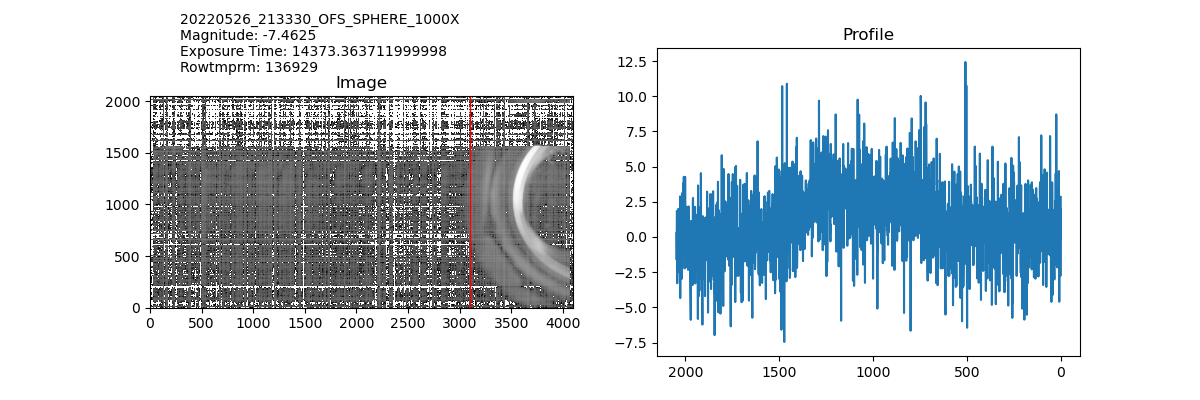 20220526_213330_OFS_SPHERE_1000X
Magnitude: -7.4625
Exposure Time: 14373.363711999998
Rowtmprm: 136929
Image
Profile
2000
1500
1000
500
0
0 500 1000 1500 2000 2500 3000 3500 4000
12.5
10.0
7.5
5.0
2.5
0.0
-2.5
-5.0
-7.5
2000 1500 1000 500 0